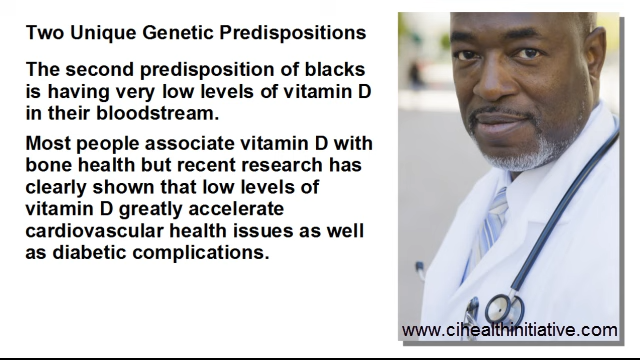 Two Unique Genetic Predispositions
The second predisposition of blacks
is having very low levels of vitamin D
in their bloodstream.
Most people associate vitamin D with
bone health but recent research has
clearly shown that low levels of
vitamin D greatly accelerate
cardiovascular health issues as well
as diabetic complications.
www.cihealthinitiative.com